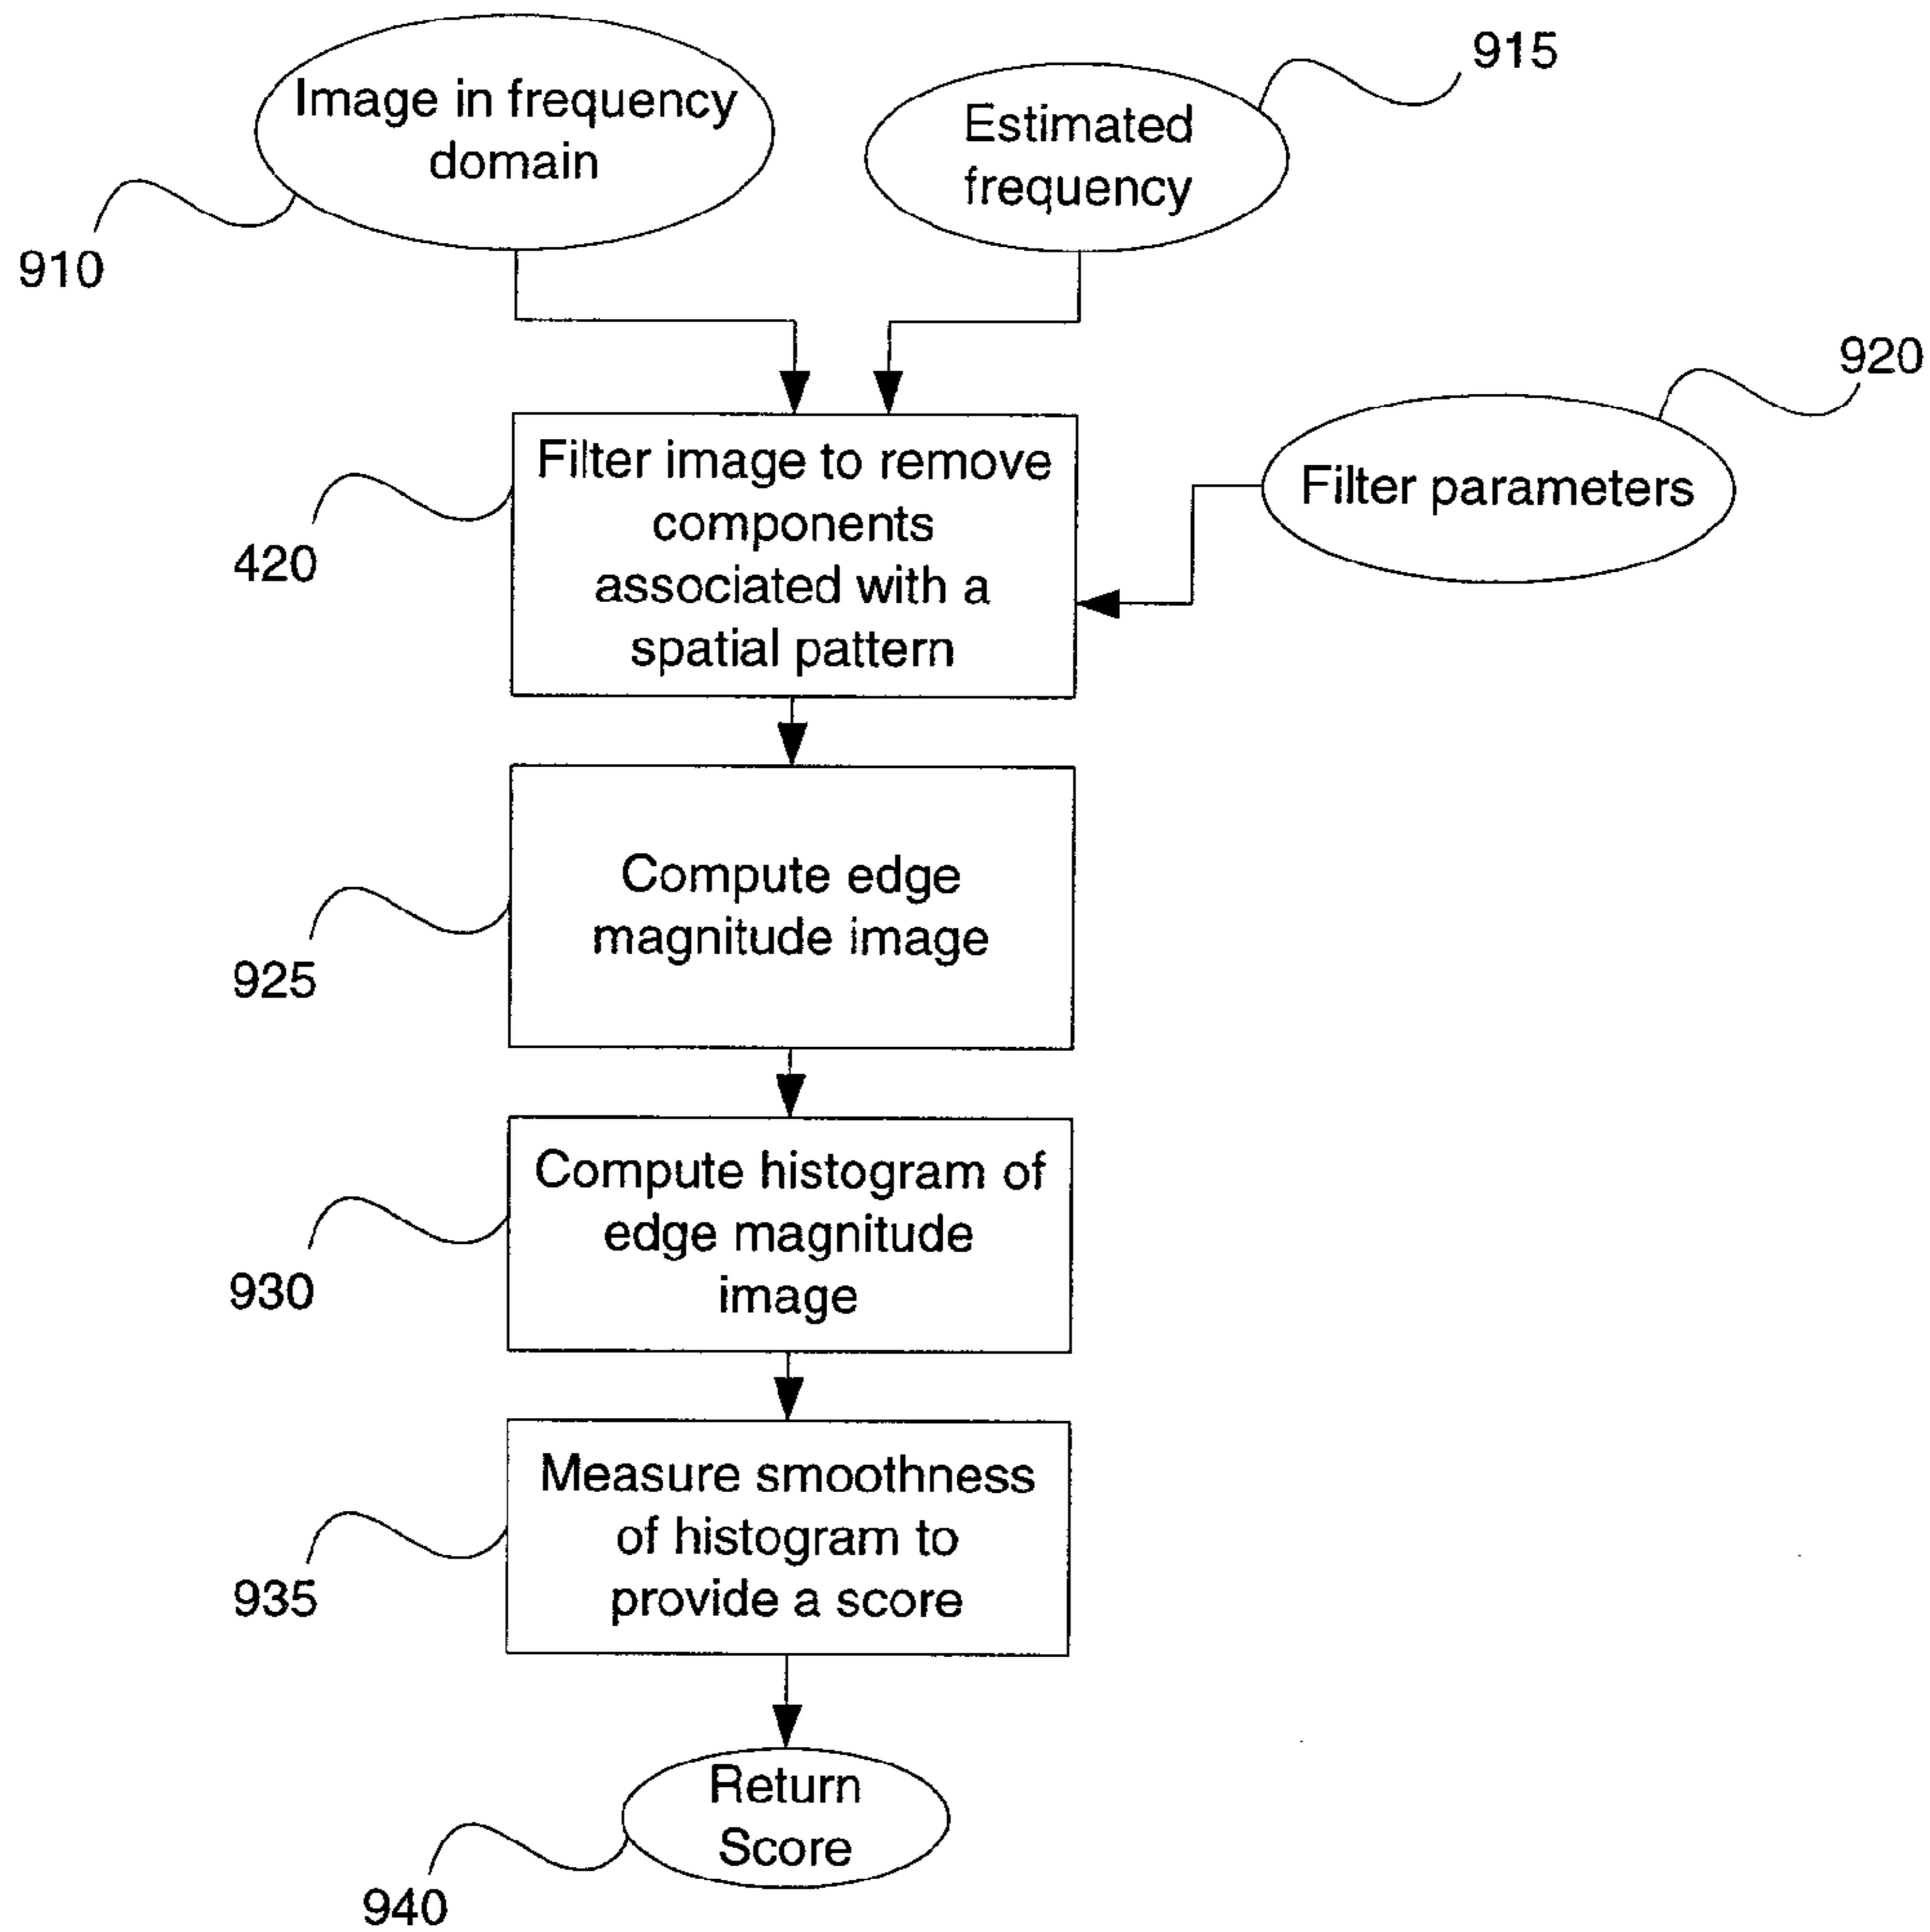 915
Image in frequency
domain
Estimated
frequency
910
920
Filter image to remove
components
associated with a
spatial pattern
Filter parameters
420
Compute edge
magnitude image
925
Compute histogram of
edge magnitude
image
930
Measure smoothness
of histogram to
provide a score
935
Return
Score
940